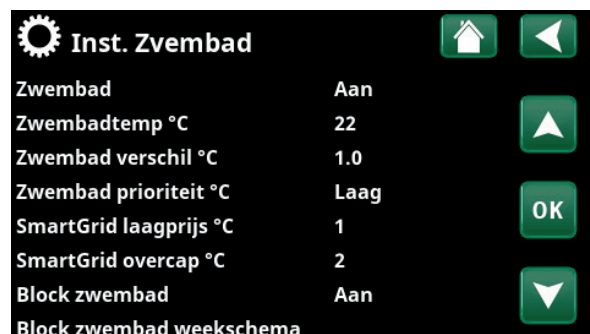 Inst. Zvembad
Zwembad Aan
Zwembadtemp °C 22
Zwembad verschil °C 1.0
Zwembad prioriteit °C Laag
SmartGrid laagprijs °C 1
OK
SmartGrid overcap °C 2
Block zwembad Aan
Block zwembad weekschema